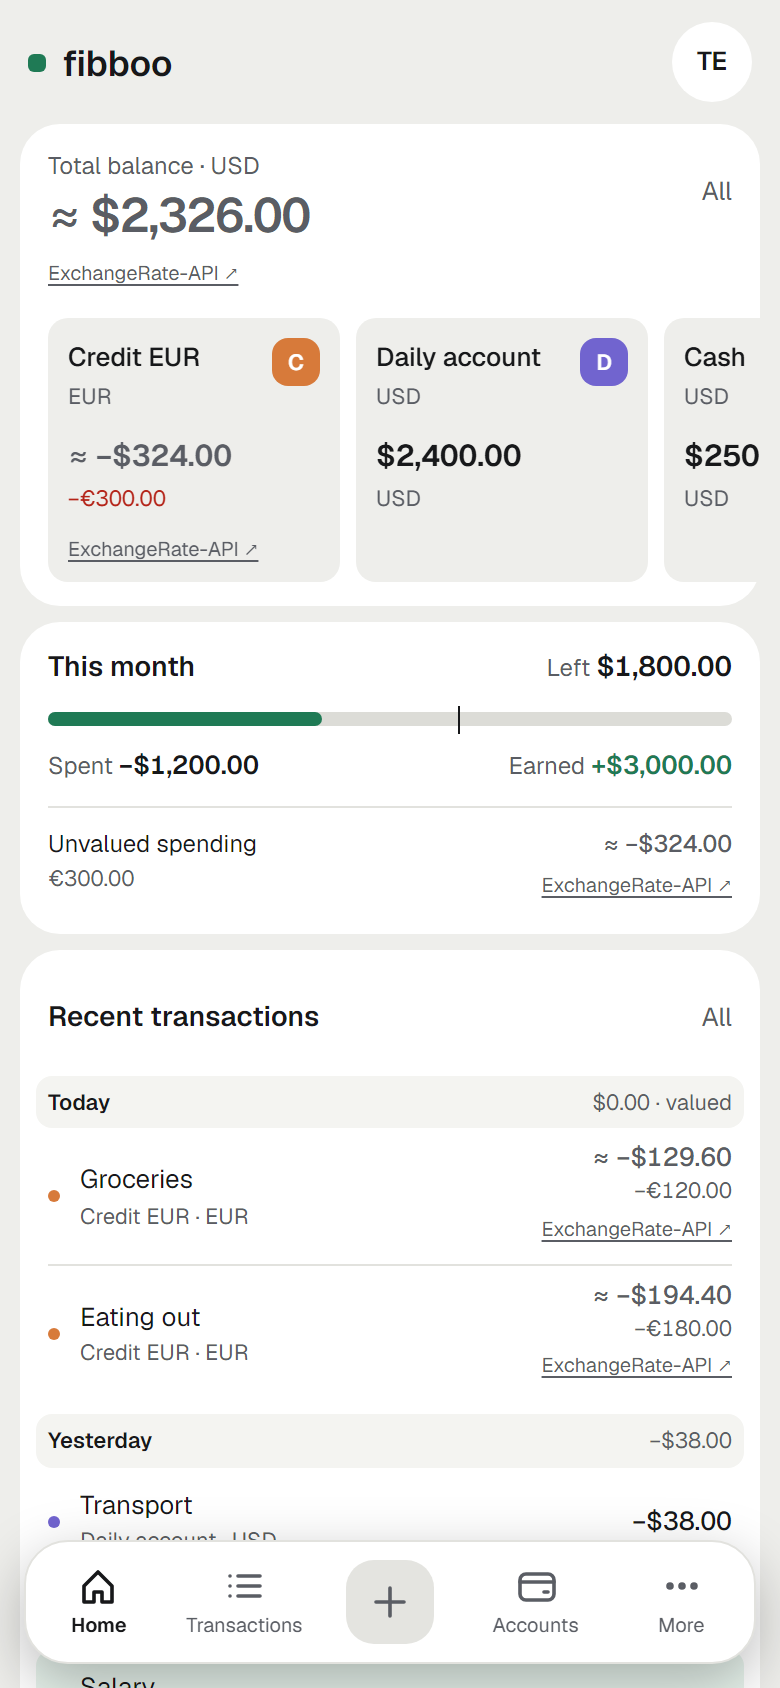 fibboo
TE
Total balance · USD
≈ $2,326.00
All
ExchangeRate-API ↗
Credit EUR
C
EUR
≈ −$324.00
−€300.00
ExchangeRate-API ↗
Daily account
D
USD
$2,400.00
USD
Cash
USD
$250
USD
This month
Left $1,800.00
Spent −$1,200.00
Earned +$3,000.00
Unvalued spending
≈ −$324.00
€300.00
ExchangeRate-API ↗
Recent transactions
All
Today
$0.00 · valued
Groceries
≈ −$129.60
Credit EUR · EUR
−€120.00
ExchangeRate-API ↗
Eating out
≈ −$194.40
Credit EUR · EUR
−€180.00
ExchangeRate-API ↗
Yesterday
−$38.00
Transport
−$38.00
Daily account · USD
Home
Transactions
Accounts
More
Salary